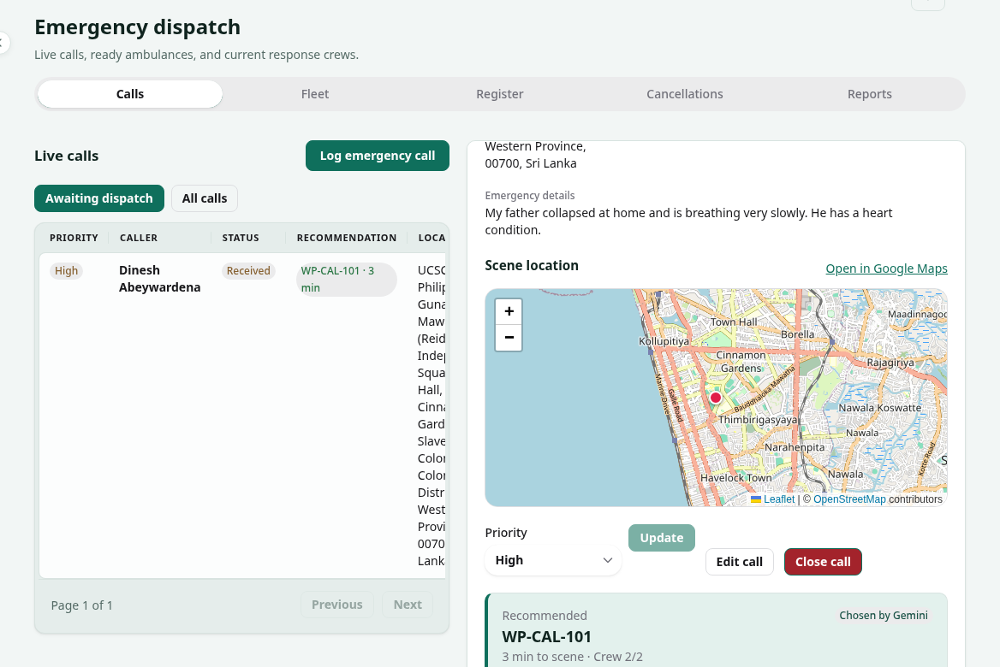 Emergency dispatch
Live calls, ready ambulances, and current response crews.
Calls
Fleet
Register
Cancellations
Reports
Live calls
Log emergency call
Awaiting dispatch
All calls
PRIORITY
CALLER
STATUS
RECOMMENDATION
LOCA
High
Dinesh
Abeywardena
Received
WP-CAL-101 · 3
min
UCSC
Philip
Guna
Maw
(Reid
Indep
Squa
Hall,
Cinna
Gard
Slave
Color
Color
Distr
West
Provi
0070
Lank
Page 1 of 1
Previous
Next
Western Province,
00700, Sri Lanka
Emergency details
My father collapsed at home and is breathing very slowly. He has a heart
condition.
Scene location
Open in Google Maps
+
−
Town Hall
Borella
Maadinnagoc
Kollupitiya
Cinnamon
Gardens
Rajagiriya
Marine Drive
Galle Road
Bauddhaloka Mawatha
Thimbirigasyaya
Nawala Koswatte
Nawala
Narahenpita
Kotte Road
S
Nawala
Havelock Town
Leaflet | © OpenStreetMap contributors
Priority
High
Update
Edit call
Close call
Recommended
Chosen by Gemini
WP-CAL-101
3 min to scene · Crew 2/2